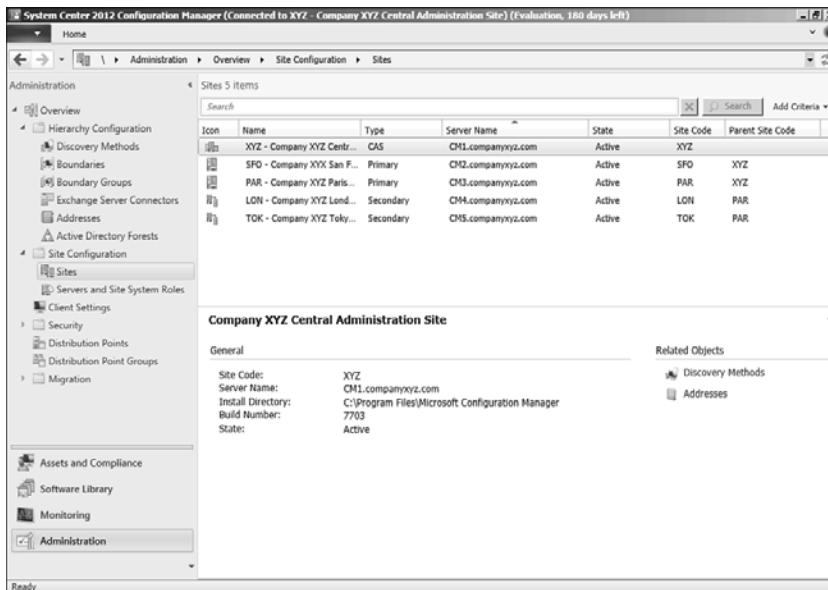 System Center 2012 Configuration Manager (Connected to XYZ - Company XYZ Central Administration Site) (Evaluation, 180 days left)
Home
\ Administration Overview Site Configuration Sites
Administration
Overview
Hierarchy Configuration
Discovery Methods
Boundaries
Boundary Groups
Exchange Server Connectors
Addresses
Active Directory Forests
Site Configuration
Sites
Servers and Site System Roles
Client Settings
Security
Distribution Points
Distribution Point Groups
Migration
Assets and Compliance
Software Library
Monitoring
Administration
Sites 5 items
Search Search Add Criteria
Icon Name Type Server Name State Site Code Parent Site Code
XYZ - Company XYZ Centr... CAS CM1.companyxyz.com Active XYZ
SFO - Company XYX San F... Primary CM2.companyxyz.com Active SFO XYZ
PAR - Company XYZ Paris... Primary CM3.companyxyz.com Active PAR XYZ
LON - Company XYZ Lond... Secondary CM4.companyxyz.com Active LON PAR
TOK - Company XYZ Toky... Secondary CM5.companyxyz.com Active TOK PAR
Company XYZ Central Administration Site
General
Site Code: XYZ
Server Name: CM1.companyxyz.com
Install Directory: C:\Program Files\Microsoft Configuration Manager
Build Number: 7703
State: Active
Related Objects
Discovery Methods
Addresses
Ready